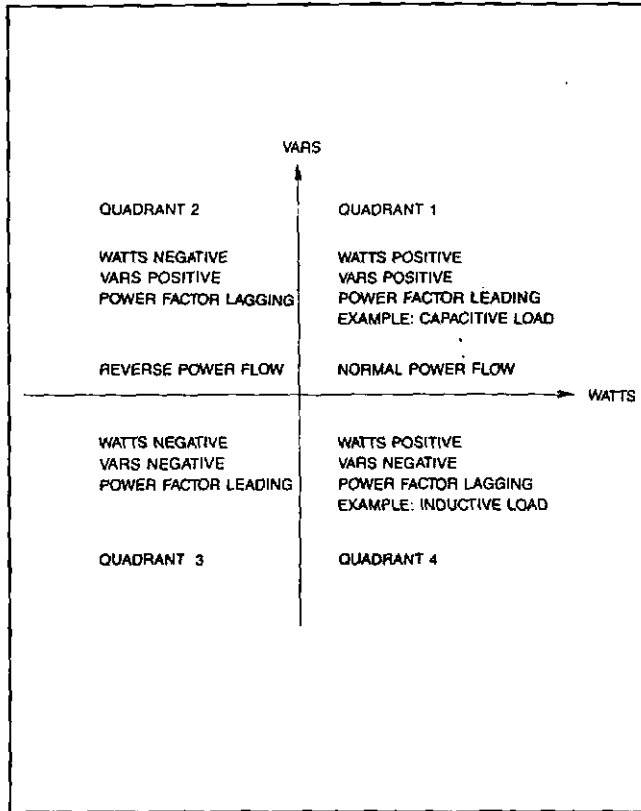 VARS
QUADRANT 2
WATTS NEGATIVE
VARS POSITIVE
POWER FACTOR LAGGING
REVERSE POWER FLOW
QUADRANT 1
WATTS POSITIVE
VARS POSITIVE
POWER FACTOR LEADING
EXAMPLE: CAPACITIVE LOAD
NORMAL POWER FLOW
WATTS
WATTS NEGATIVE
VARS NEGATIVE
POWER FACTOR LEADING
QUADRANT 3
WATTS POSITIVE
VARS NEGATIVE
POWER FACTOR LAGGING
EXAMPLE: INDUCTIVE LOAD
QUADRANT 4